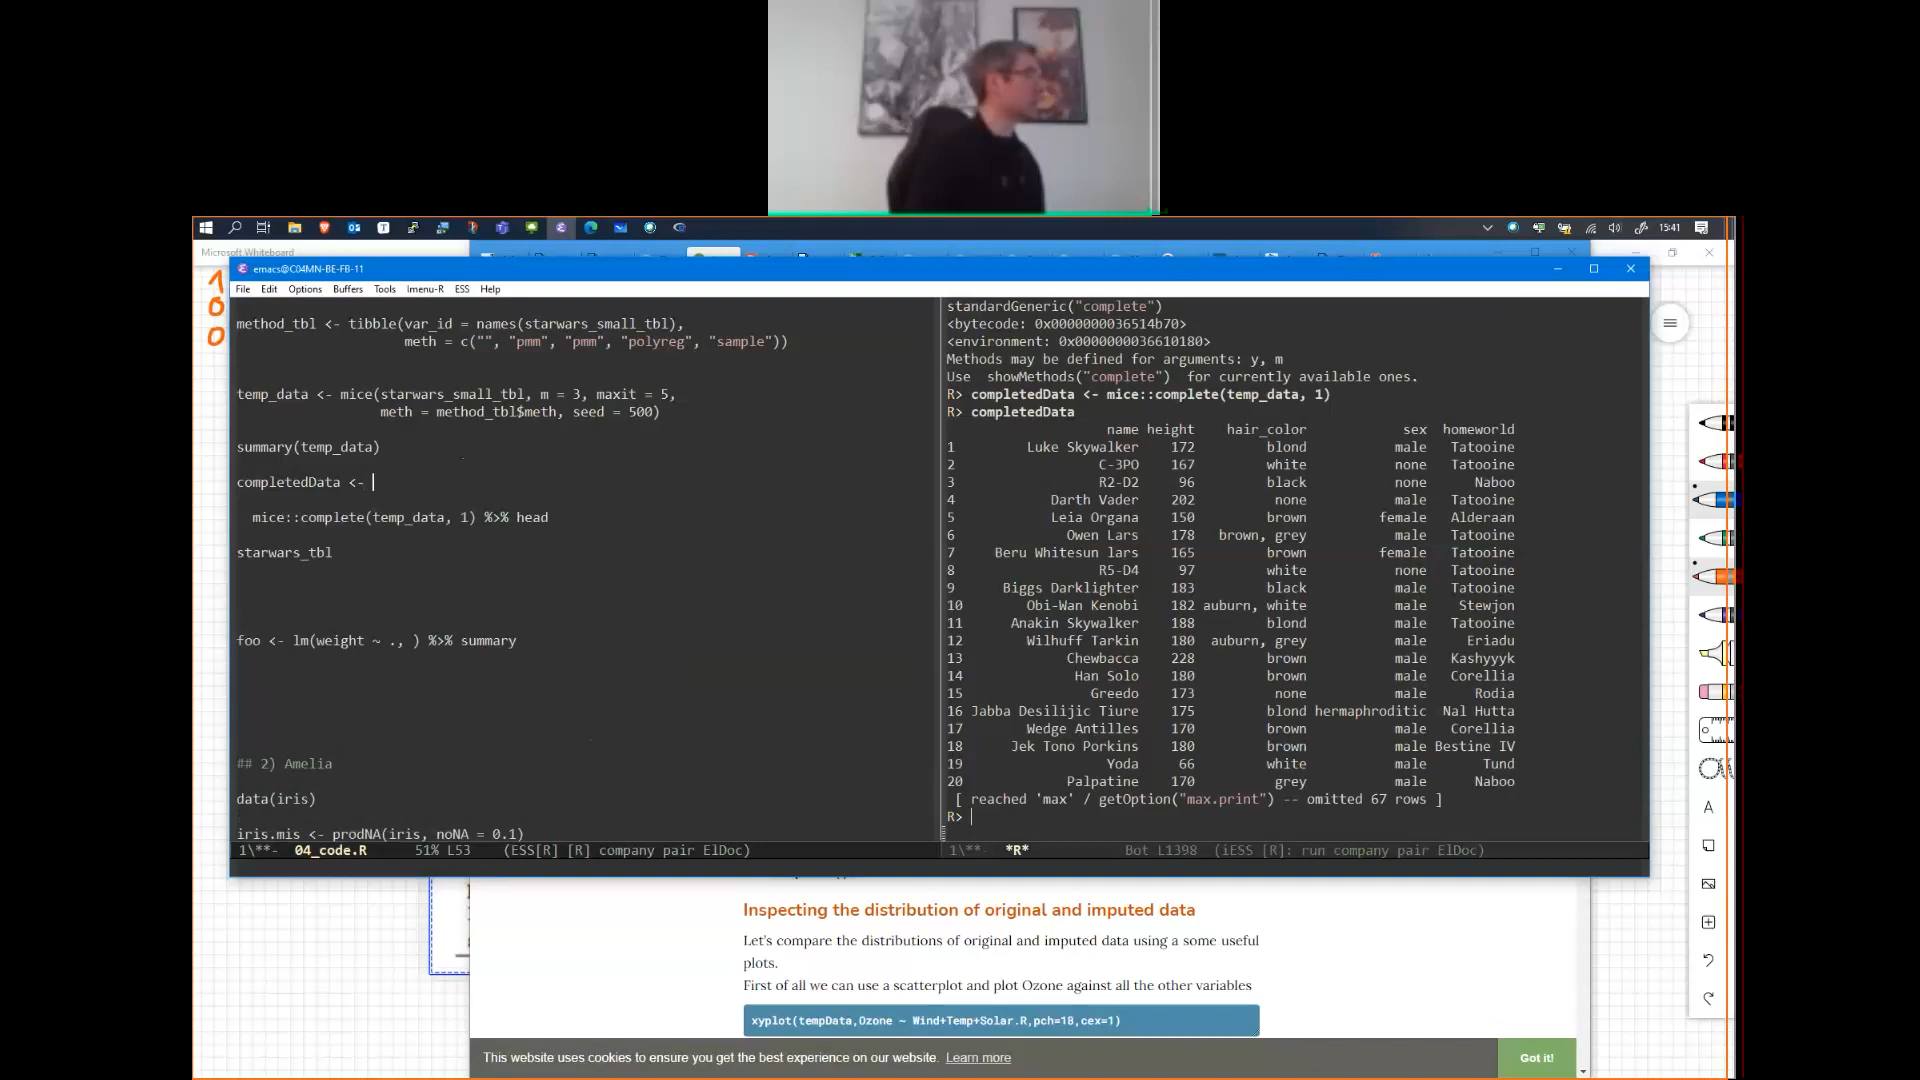 15:41
Microsoft Whiteboard
emacs@C04MN-BE-FB-11
File Edit Options Buffers Tools Imenu-R ESS Help
1
0
0
method_tbl <- tibble(var_id = names(starwars_small_tbl),
meth = c("", "pmm", "pmm", "polyreg", "sample"))
temp_data <- mice(starwars_small_tbl, m = 3, maxit = 5,
meth = method_tbl$meth, seed = 500)
summary(temp_data)
completedData <-
mice::complete(temp_data, 1) %>% head
starwars_tbl
foo <- lm(weight ~ ., ) %>% summary
## 2) Amelia
data(iris)
iris.mis <- prodNA(iris, noNA = 0.1)
1\**- 04_code.R 51% L53 (ESS[R] [R] company pair ElDoc)
standardGeneric("complete")
<bytecode: 0x0000000036514b70>
<environment: 0x0000000036610180>
Methods may be defined for arguments: y, m
Use showMethods("complete") for currently available ones.
R> completedData <- mice::complete(temp_data, 1)
R> completedData
name height hair_color sex homeworld
1 Luke Skywalker 172 blond male Tatooine
2 C-3PO 167 white none Tatooine
3 R2-D2 96 black none Naboo
4 Darth Vader 202 none male Tatooine
5 Leia Organa 150 brown female Alderaan
6 Owen Lars 178 brown, grey male Tatooine
7 Beru Whitesun lars 165 brown female Tatooine
8 R5-D4 97 white none Tatooine
9 Biggs Darklighter 183 black male Tatooine
10 Obi-Wan Kenobi 182 auburn, white male Stewjon
11 Anakin Skywalker 188 blond male Tatooine
12 Wilhuff Tarkin 180 auburn, grey male Eriadu
13 Chewbacca 228 brown male Kashyyyk
14 Han Solo 180 brown male Corellia
15 Greedo 173 none male Rodia
16 Jabba Desilijic Tiure 175 blond hermaphroditic Nal Hutta
17 Wedge Antilles 170 brown male Corellia
18 Jek Tono Porkins 180 brown male Bestine IV
19 Yoda 66 white male Tund
20 Palpatine 170 grey male Naboo
[ reached 'max' / getOption("max.print") -- omitted 67 rows ]
R>
1\**- *R* Bot L1398 (iESS [R]: run company pair ElDoc)
Inspecting the distribution of original and imputed data
Let's compare the distributions of original and imputed data using a some useful
plots.
First of all we can use a scatterplot and plot Ozone against all the other variables
xyplot(tempData,Ozone ~ Wind+Temp+Solar.R,pch=18,cex=1)
This website uses cookies to ensure you get the best experience on our website. Learn more
Got it!